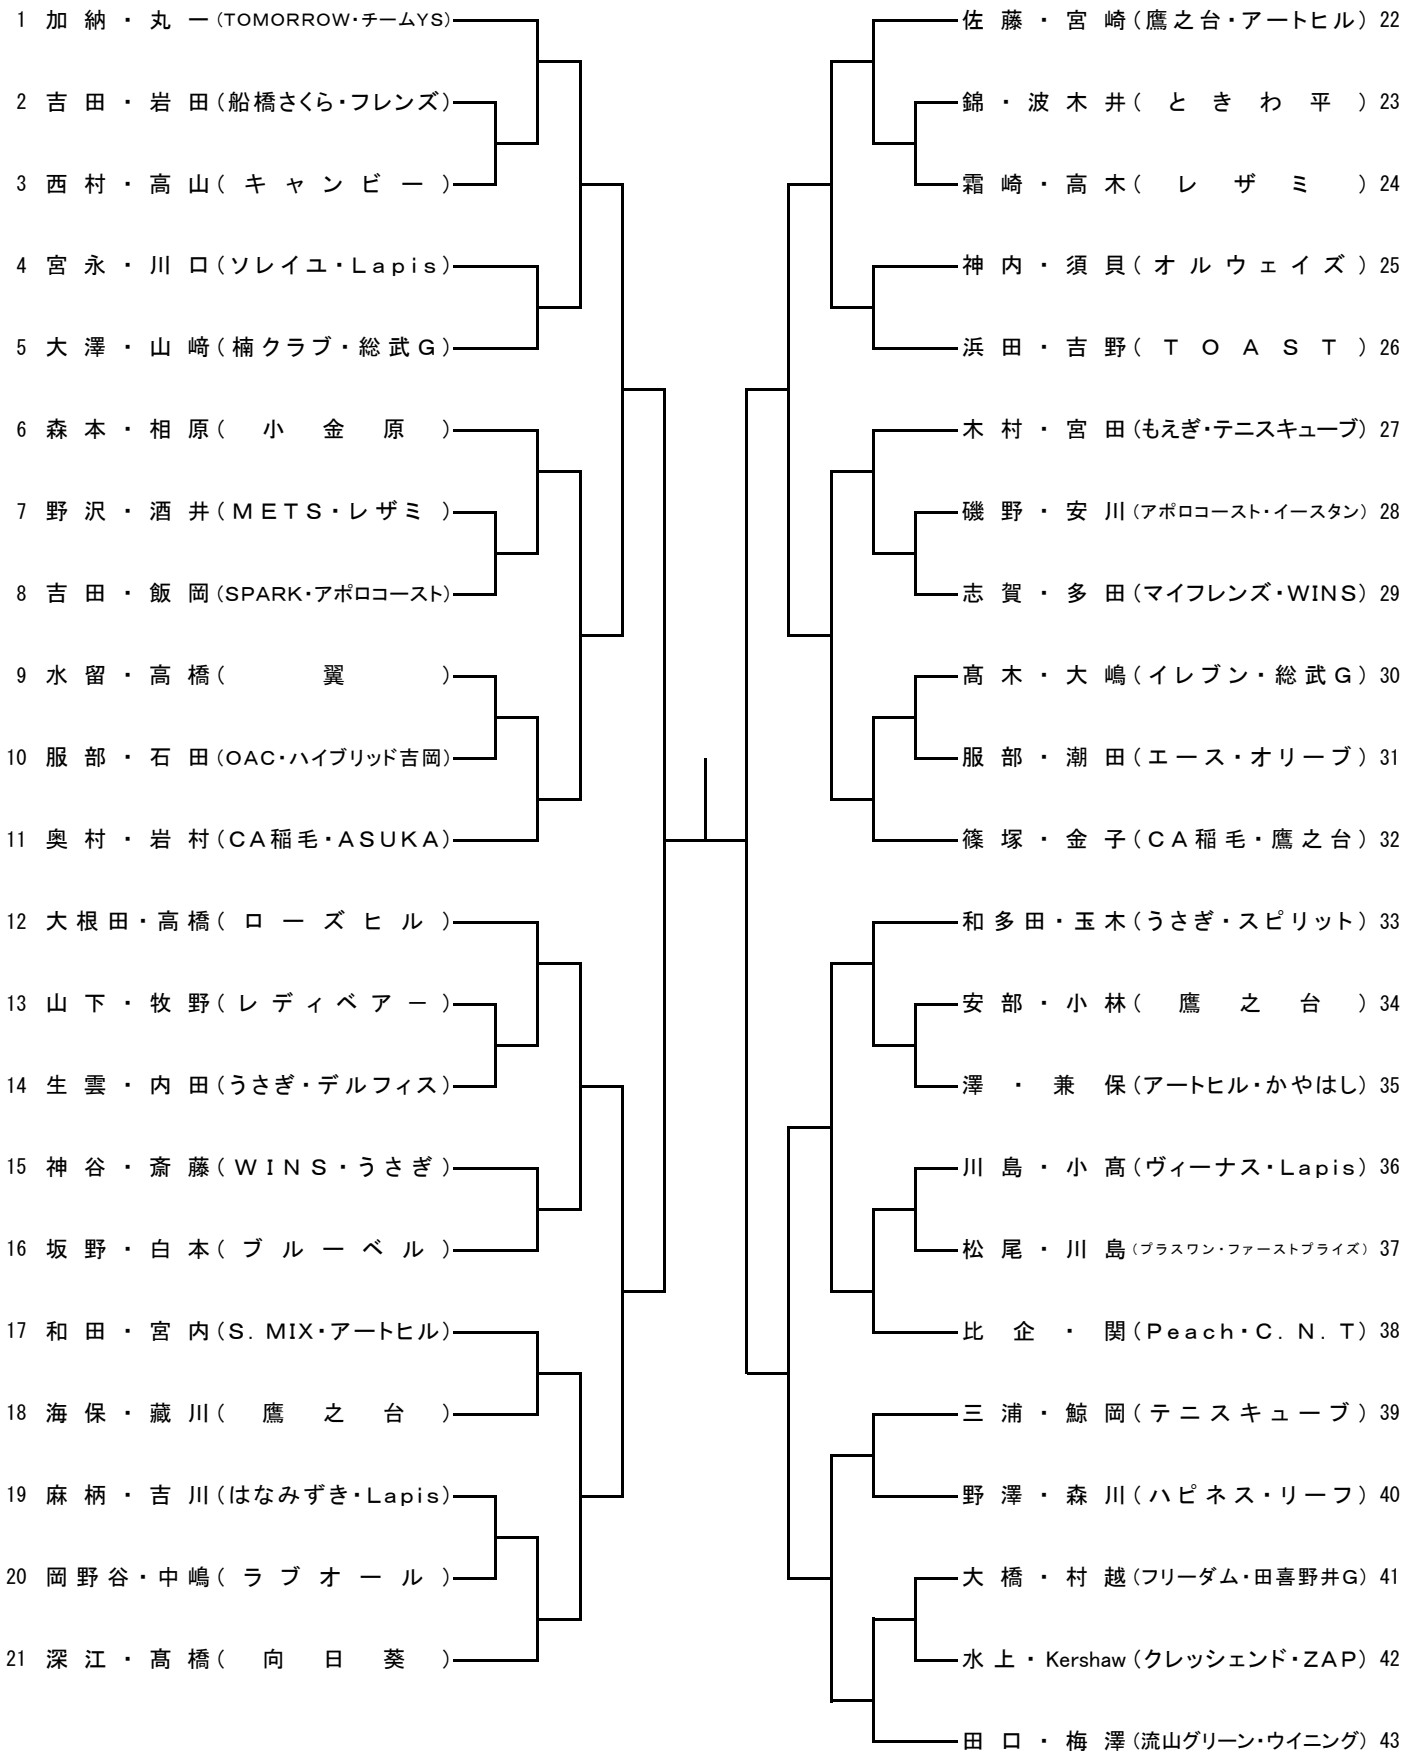 1 加納・丸一(TOMORROW・チームYS)
2 吉田・岩田(船橋さくら・フレンズ)
3 西村・高山(キャンビー)
4 宮永・川口(ソレイユ・Lapis)
5 大澤・山﨑(楠クラブ・総武G)
6 森本・相原(小金原)
7 野沢・酒井(METS・レザミ)
8 吉田・飯岡(SPARK・アポロコースト)
9 水留・高橋(翼)
10 服部・石田(OAC・ハイブリッド吉岡)
11 奥村・岩村(CA稲毛・ASUKA)
12 大根田・高橋(ローズヒル)
13 山下・牧野(レディベアー)
14 生雲・内田(うさぎ・デルフィス)
15 神谷・斎藤(WINS・うさぎ)
16 坂野・白本(ブルーベル)
17 和田・宮内(S.MIX・アートヒル)
18 海保・藏川(鷹之台)
19 麻柄・吉川(はなみずき・Lapis)
20 岡野谷・中嶋(ラブオール)
21 深江・髙橋(向日葵)
佐藤・宮崎(鷹之台・アートヒル) 22
錦・波木井(ときわ平) 23
霜崎・高木(レザミ) 24
神内・須貝(オルウェイズ) 25
浜田・吉野(TOAST) 26
木村・宮田(もえぎ・テニスキューブ) 27
磯野・安川(アポロコースト・イースタン) 28
志賀・多田(マイフレンズ・WINS) 29
髙木・大嶋(イレブン・総武G) 30
服部・潮田(エース・オリーブ) 31
篠塚・金子(CA稲毛・鷹之台) 32
和多田・玉木(うさぎ・スピリット) 33
安部・小林(鷹之台) 34
澤・兼保(アートヒル・かやはし) 35
川島・小髙(ヴィーナス・Lapis) 36
松尾・川島(プラスワン・ファーストプライズ) 37
比企・関(Peach・C.N.T) 38
三浦・鯨岡(テニスキューブ) 39
野澤・森川(ハピネス・リーフ) 40
大橋・村越(フリーダム・田喜野井G) 41
水上・Kershaw(クレッシェンド・ZAP) 42
田口・梅澤(流山グリーン・ウイニング) 43